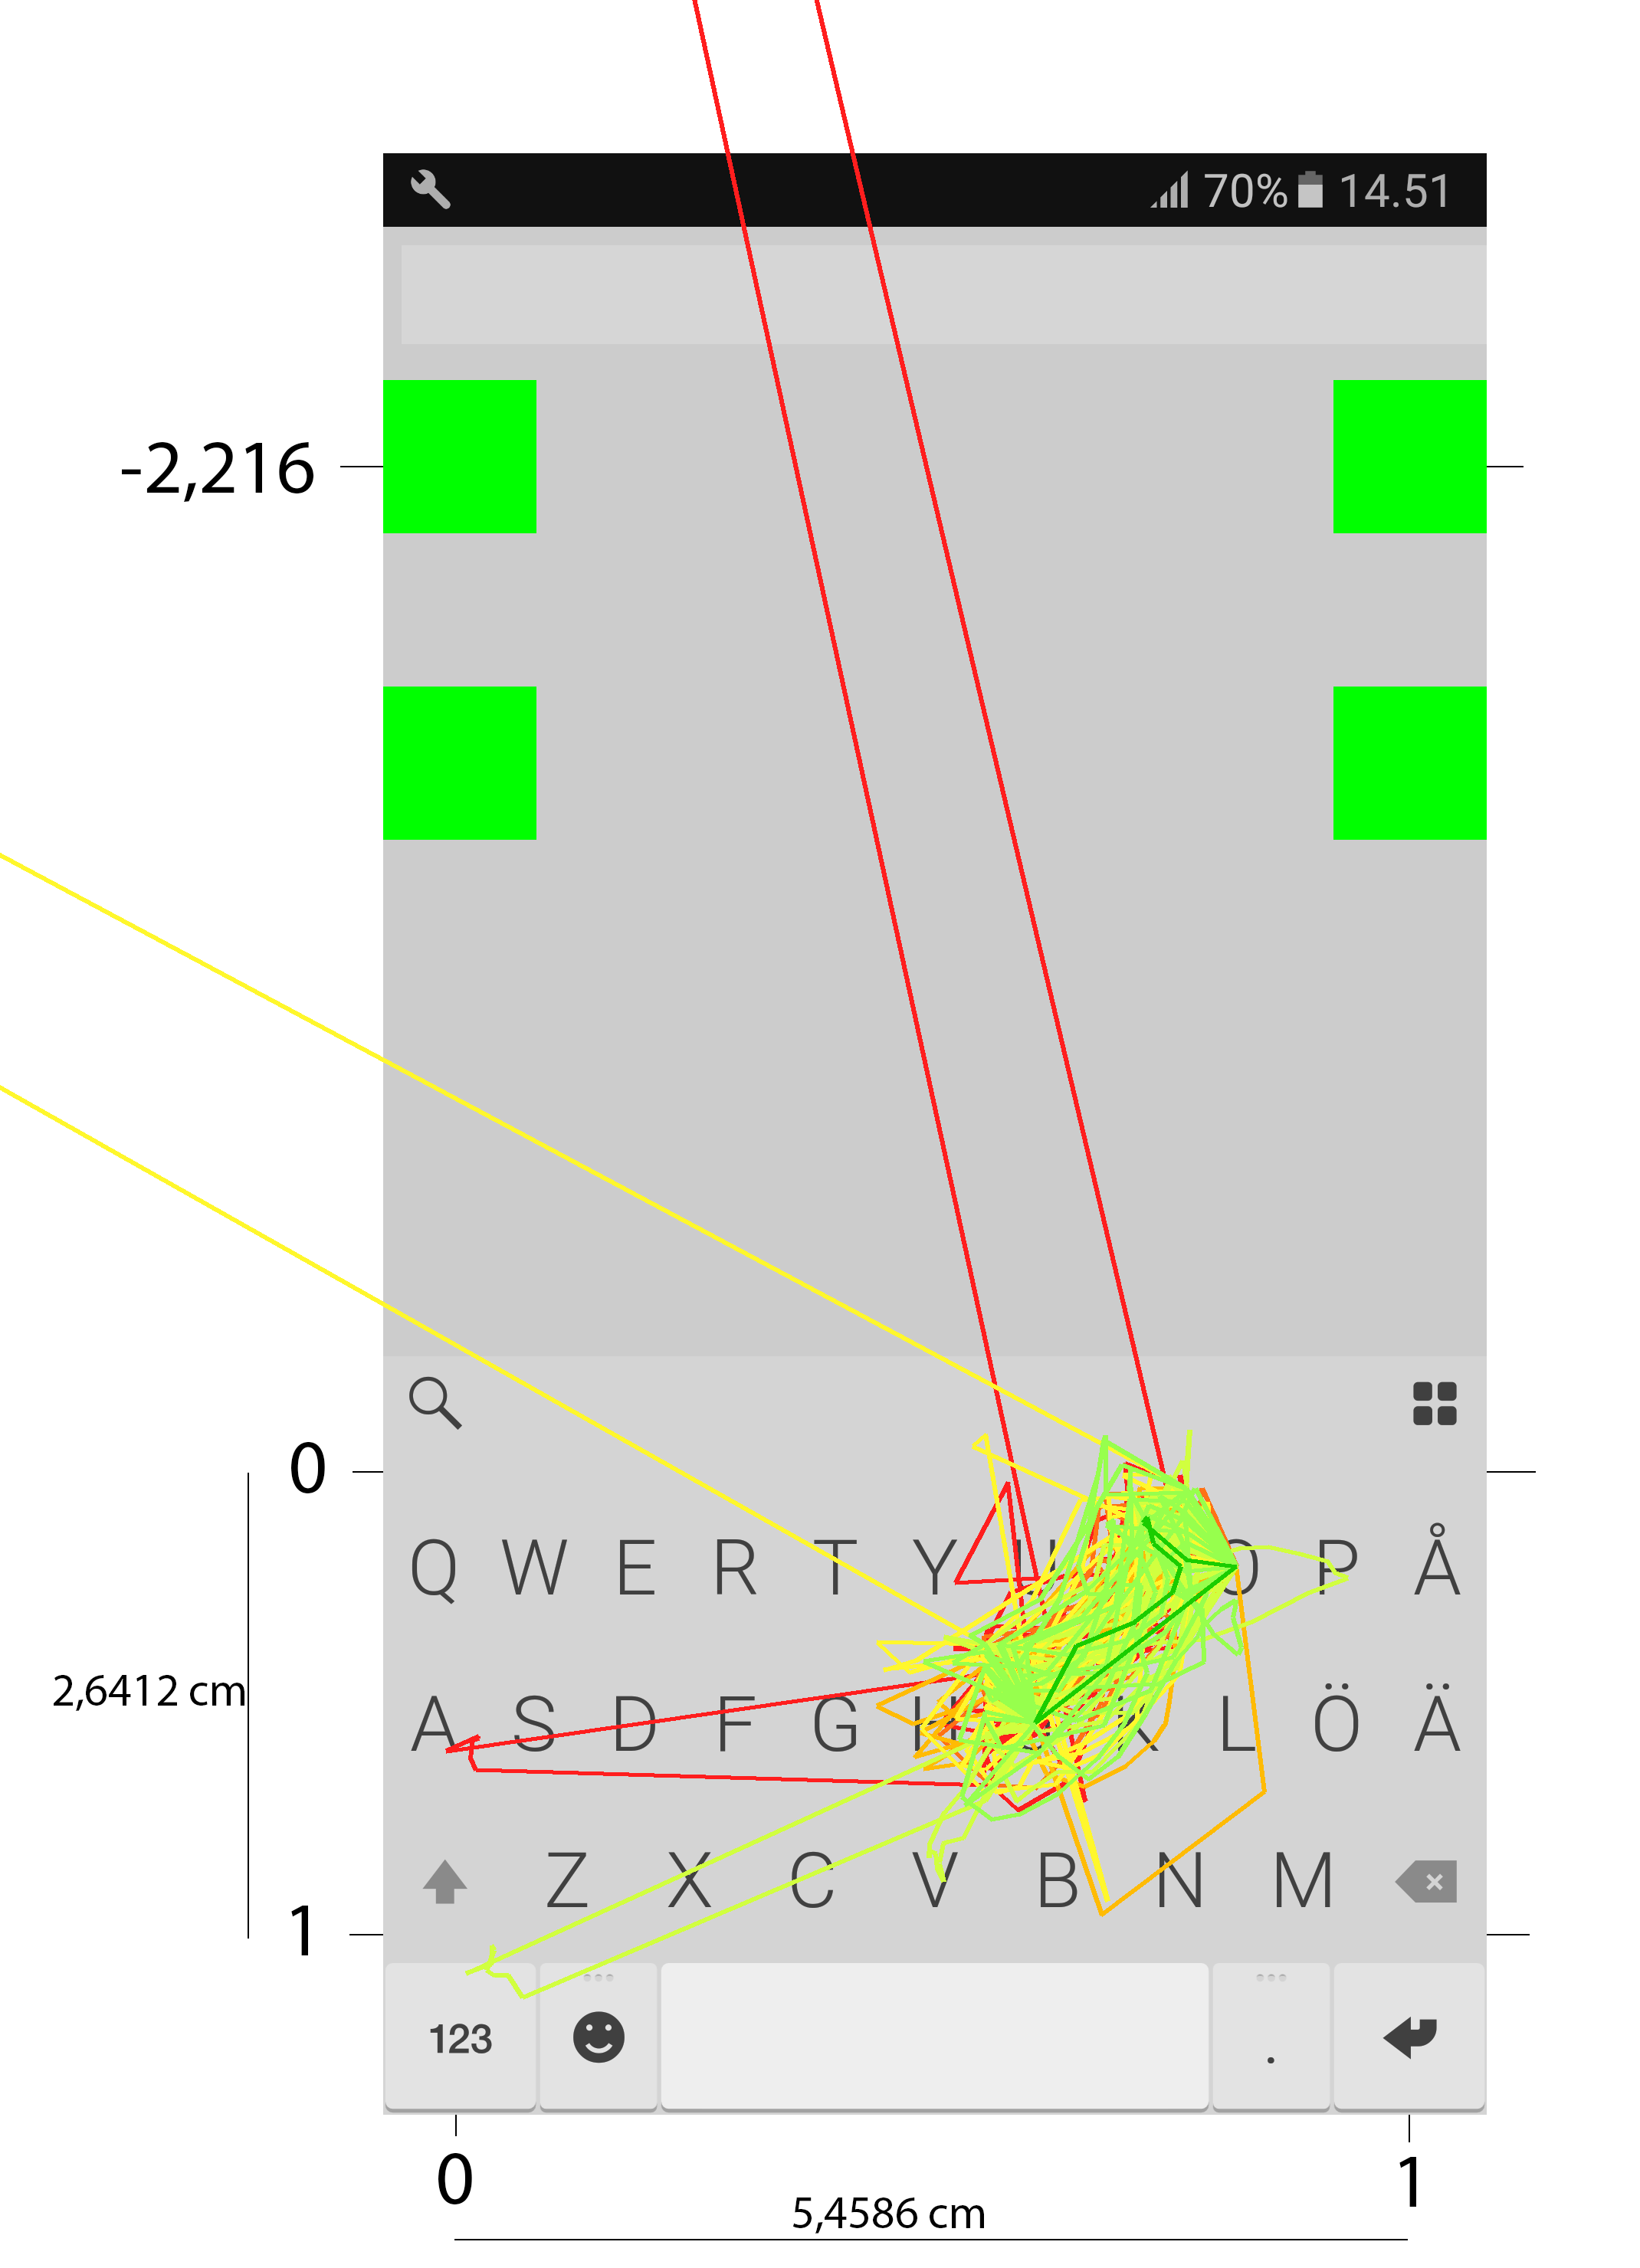 70% 14.51
-2,216
0
Q W E R T Y U O P Å
2,6412 cm
A S D F G H K L Ö Ä
Z X C V B N M
1
123 .
0 1
5,4586 cm